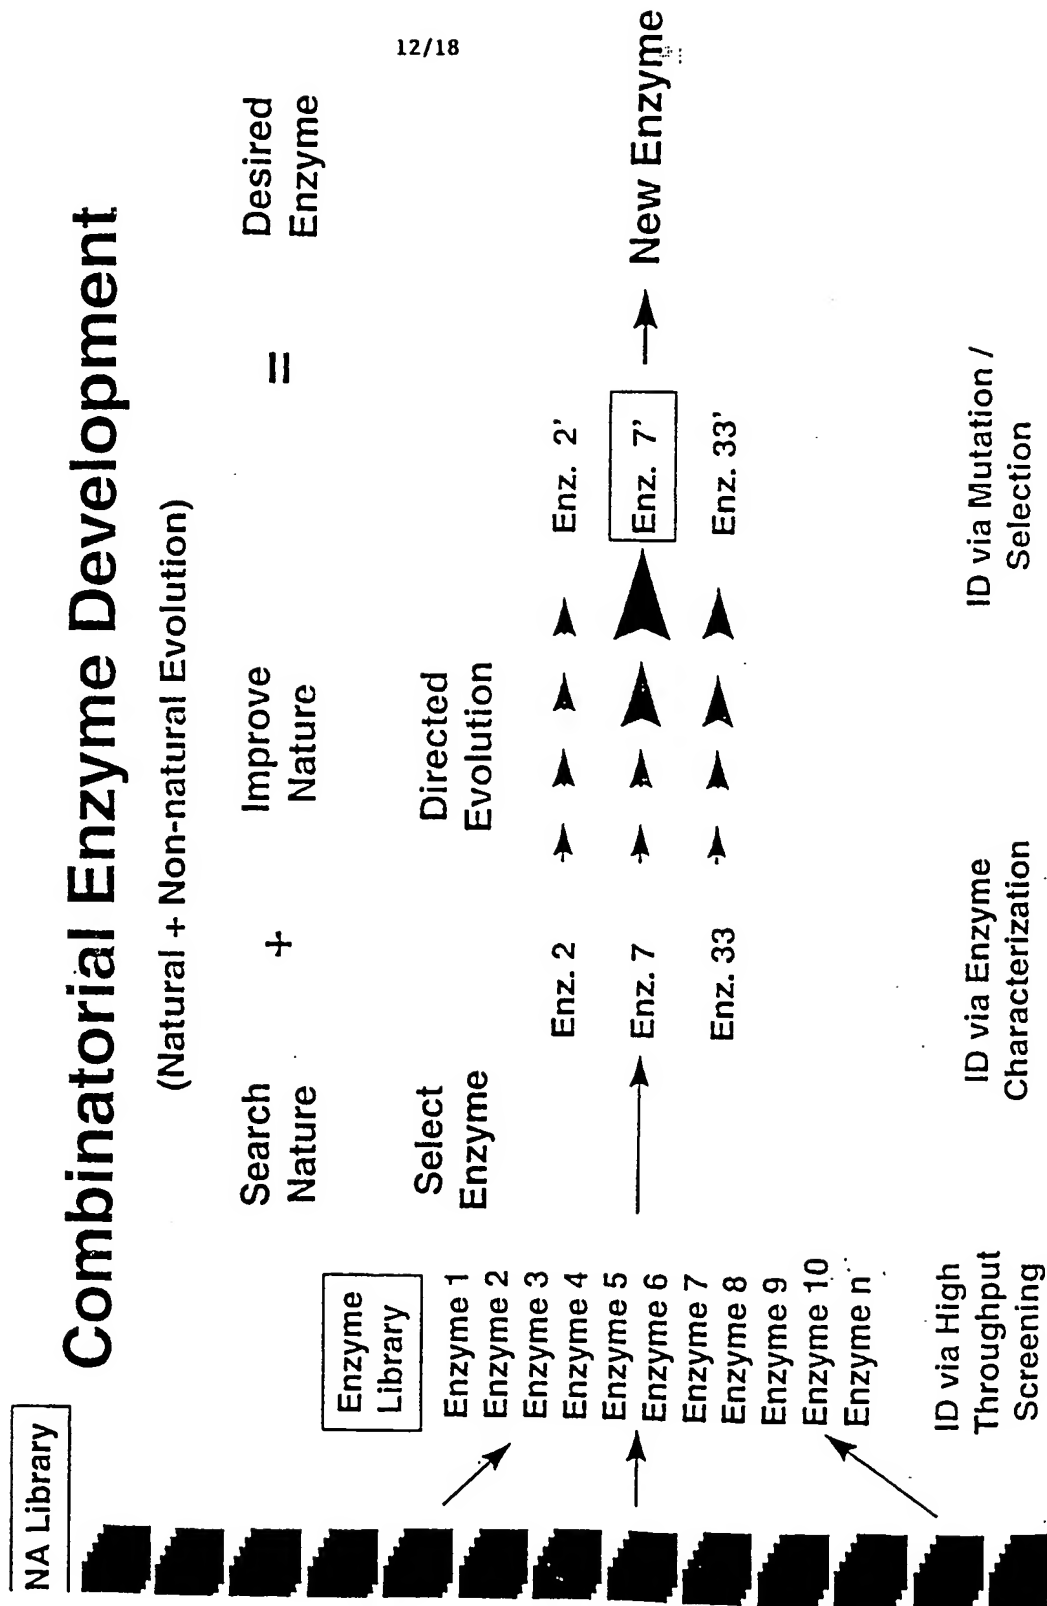 12/18
NA Library
Combinatorial Enzyme Development
(Natural + Non-natural Evolution)
Search
Nature
+
Improve
Nature
=
Desired
Enzyme
Enzyme
Library
Select
Enzyme
Directed
Evolution
Enzyme 1
Enzyme 2
Enzyme 3
Enzyme 4
Enzyme 5
Enzyme 6
Enzyme 7
Enzyme 8
Enzyme 9
Enzyme 10
Enzyme n
Enz. 2
Enz. 7
Enz. 33
Enz. 2'
Enz. 7'
Enz. 33'
New Enzyme
ID via High
Throughput
Screening
ID via Enzyme
Characterization
ID via Mutation /
Selection